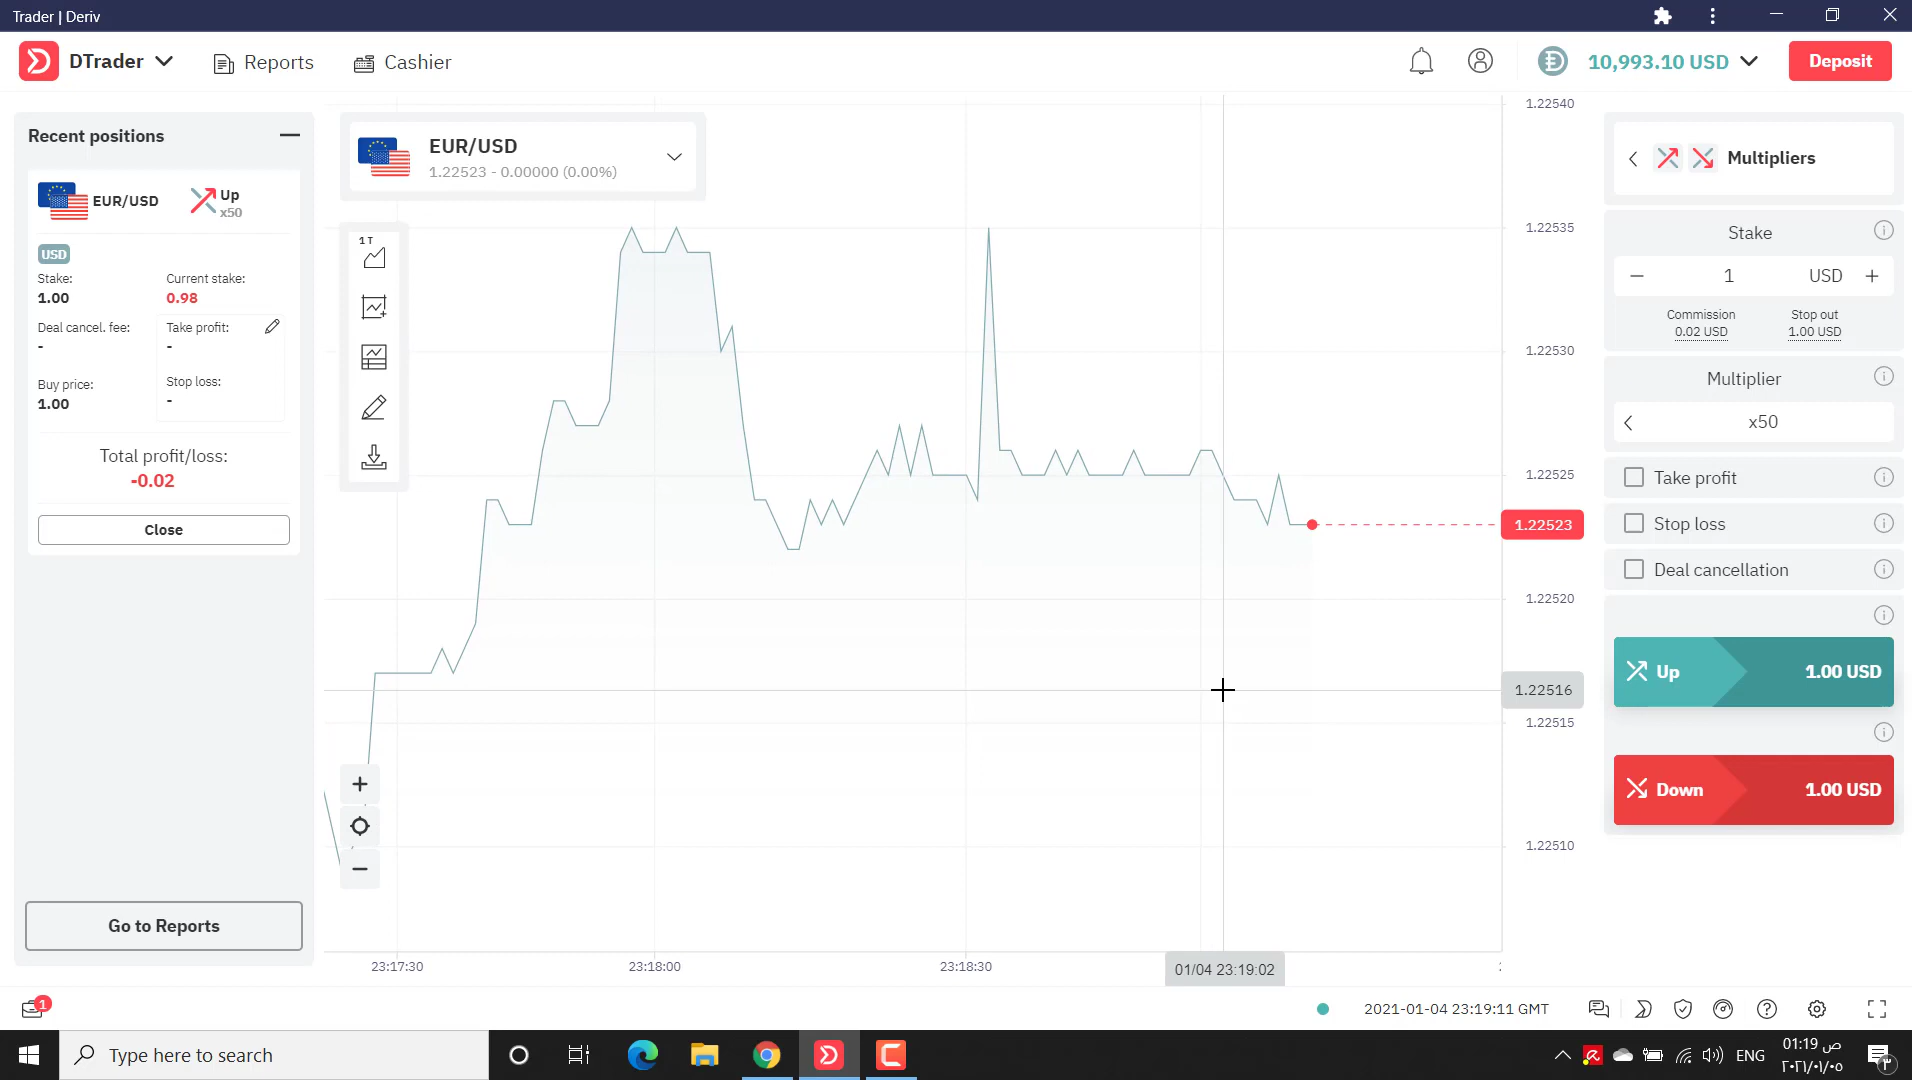 Trader | Deriv
DTrader
Reports
Cashier
10,993.10 USD
Deposit
Recent positions
EUR/USD
Up
x50
USD
Stake:
Current stake:
1.00
0.98
Deal cancel. fee:
Take profit:
-
-
Buy price:
Stop loss:
1.00
-
Total profit/loss:
-0.02
Close
Go to Reports
EUR/USD
1.22523 - 0.00000 (0.00%)
1 T
1.22540
1.22535
1.22530
1.22525
1.22523
1.22520
1.22516
1.22515
1.22510
23:17:30
23:18:00
23:18:30
01/04 23:19:02
Multipliers
Stake
1
USD
Commission
Stop out
0.02 USD
1.00 USD
Multiplier
x50
Take profit
Stop loss
Deal cancellation
Up
1.00 USD
Down
1.00 USD
1
2021-01-04 23:19:11 GMT
Type here to search
ENG
01:19 ص
٢٠٢١/٠١/٠٥
٣